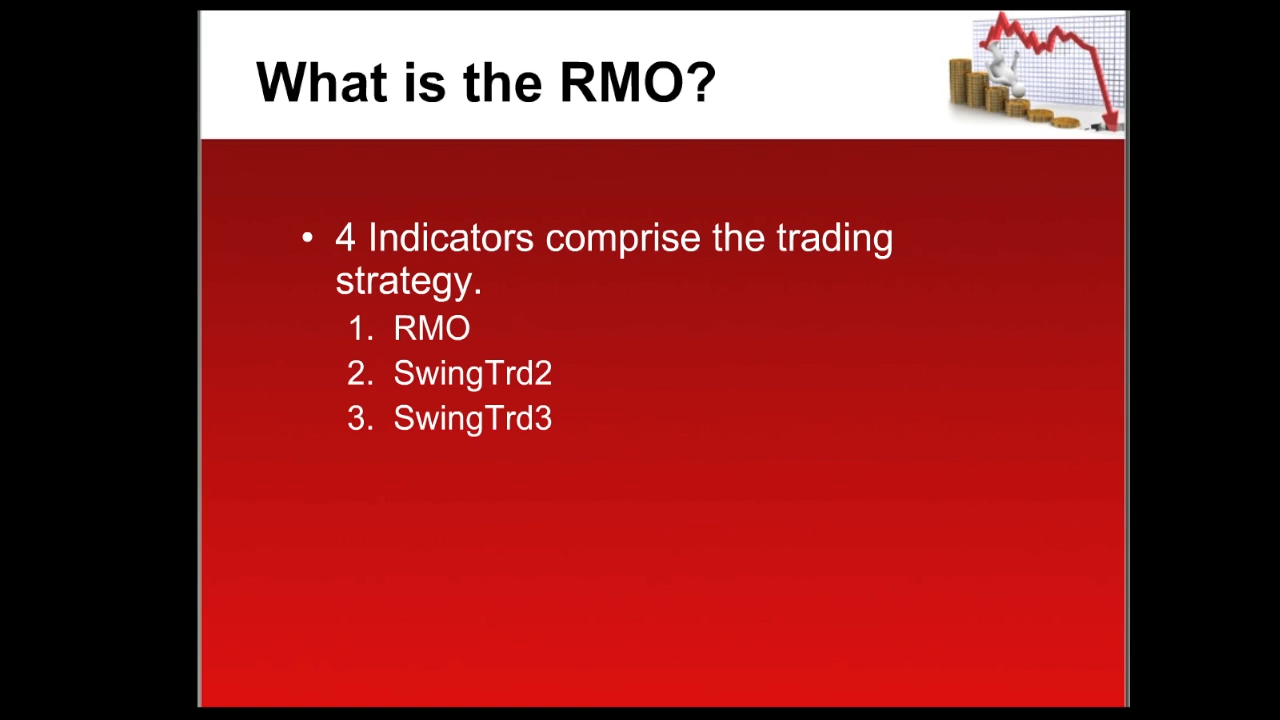 What is the RMO?
• 4 Indicators comprise the trading
strategy.
1. RMO
2. SwingTrd2
3. SwingTrd3